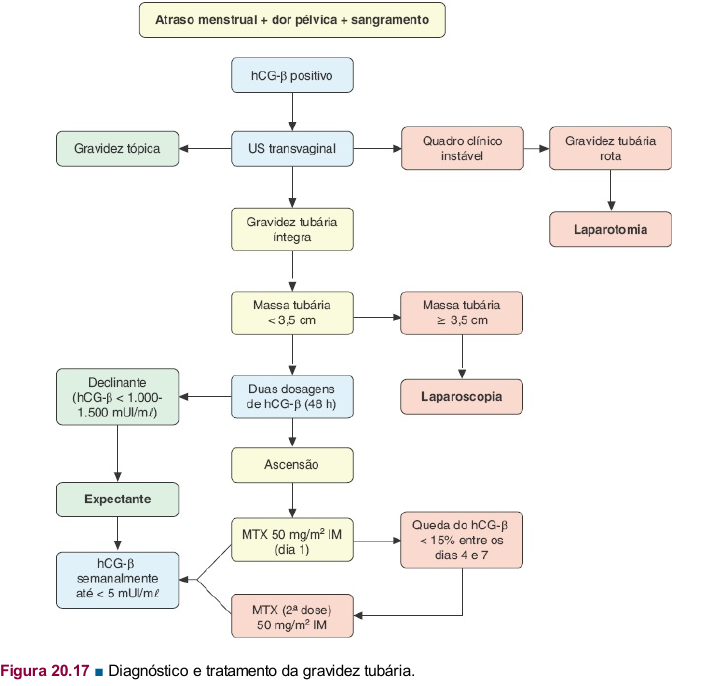 Atraso menstrual + dor pélvica + sangramento
hCG-β positivo
Gravidez tópica
US transvaginal
Quadro clínico
instável
Gravidez tubária
rota
Laparotomia
Gravidez tubária
íntegra
Massa tubária
< 3,5 cm
Massa tubária
≥ 3,5 cm
Laparoscopia
Declinante
(hCG-β < 1.000-
1.500 mUI/mℓ)
Duas dosagens
de hCG-β (48 h)
Ascensão
Expectante
MTX 50 mg/m² IM
(dia 1)
Queda do hCG-β
< 15% entre os
dias 4 e 7
hCG-β
semanalmente
até < 5 mUI/mℓ
MTX (2ª dose)
50 mg/m² IM
Figura 20.17 ■ Diagnóstico e tratamento da gravidez tubária.